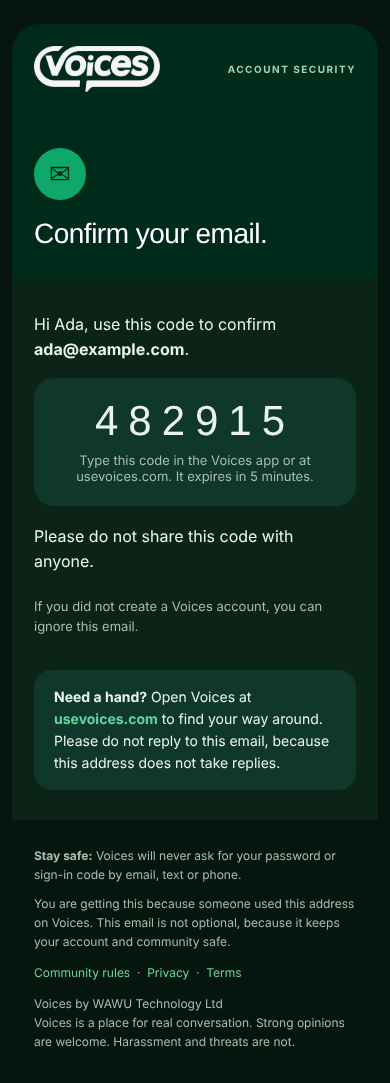 Voices
ACCOUNT SECURITY
Confirm your email.
Hi Ada, use this code to confirm
ada@example.com.
482915
Type this code in the Voices app or at
usevoices.com. It expires in 5 minutes.
Please do not share this code with
anyone.
If you did not create a Voices account, you can
ignore this email.
Need a hand? Open Voices at
usevoices.com to find your way around.
Please do not reply to this email, because
this address does not take replies.
Stay safe: Voices will never ask for your password or
sign-in code by email, text or phone.
You are getting this because someone used this address
on Voices. This email is not optional, because it keeps
your account and community safe.
Community rules · Privacy · Terms
Voices by WAWU Technology Ltd
Voices is a place for real conversation. Strong opinions
are welcome. Harassment and threats are not.